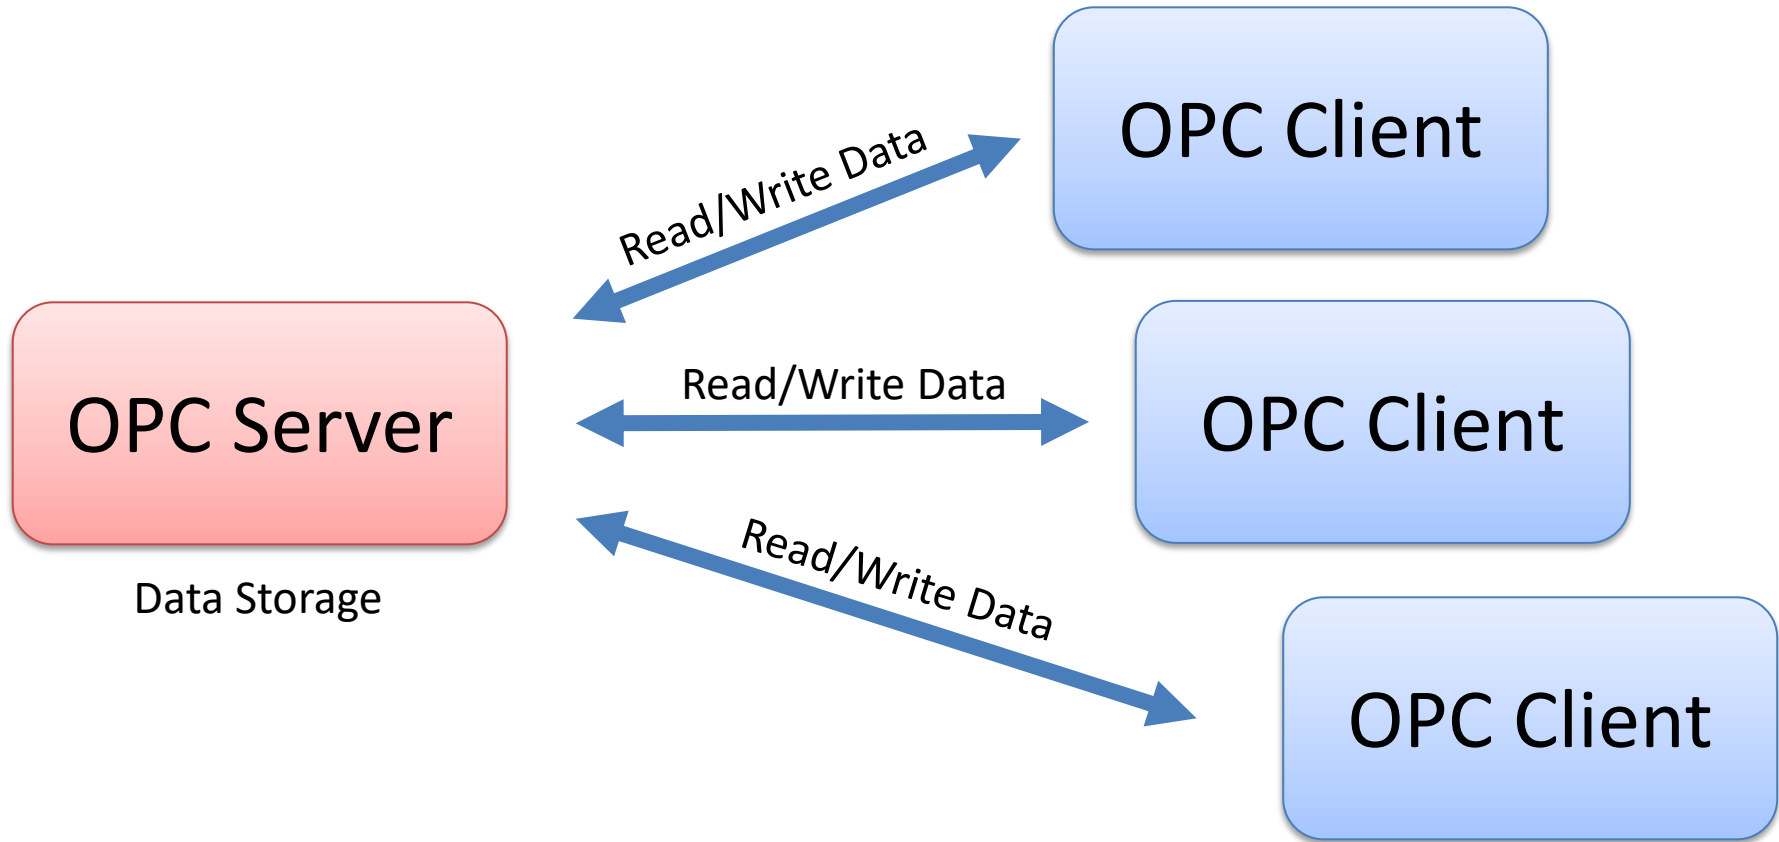 OPC Client
Read/Write Data
OPC Server
Read/Write Data
OPC Client
Data Storage
Read/Write Data
OPC Client